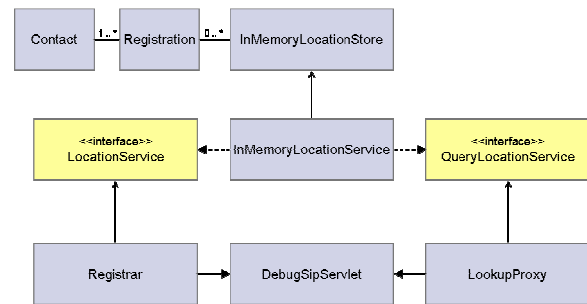 Contact
1..*
Registration
0..*
InMemoryLocationStore
<<interface>>
LocationService
InMemoryLocationService
<<interface>>
QueryLocationService
Registrar
DebugSipServlet
LookupProxy